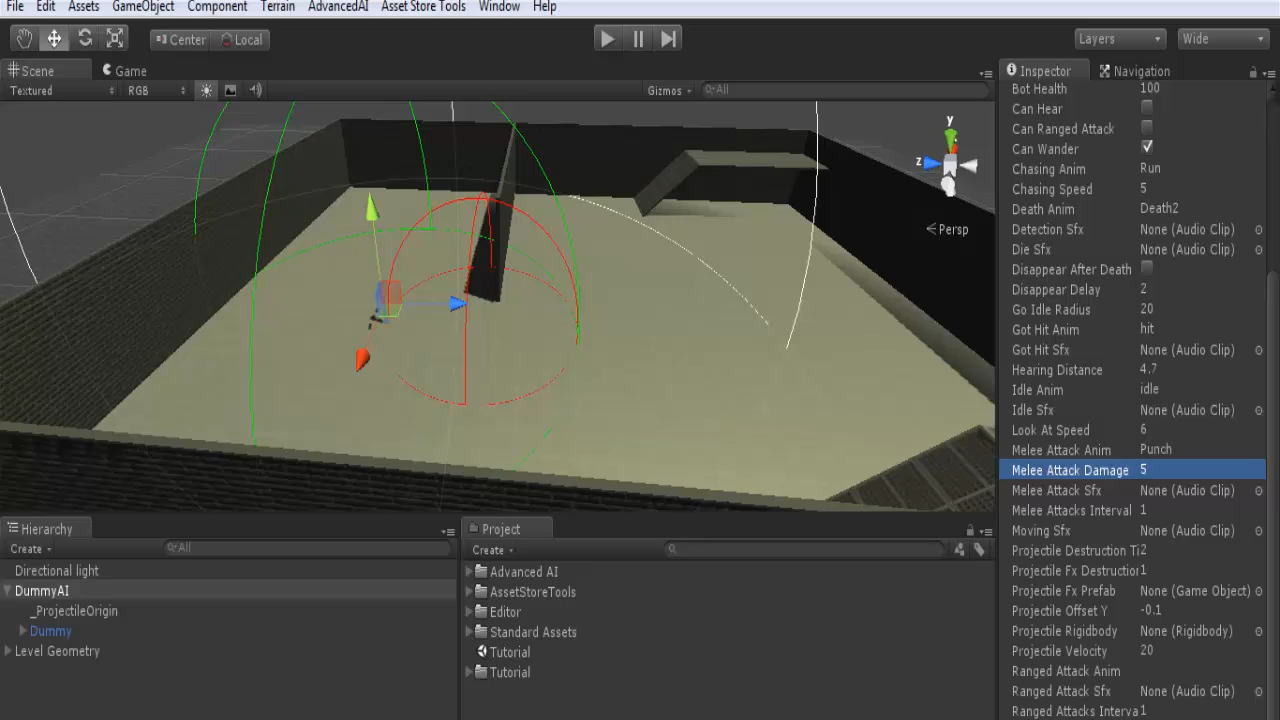 File Edit Assets GameObject Component Terrain AdvancedAI Asset Store Tools Window Help
Center Local Layers Wide
Scene Game
Textured RGB Gizmos All
y
z
Persp
Inspector Navigation
Bot Health 100
Can Hear
Can Ranged Attack
Can Wander
Chasing Anim Run
Chasing Speed 5
Death Anim Death2
Detection Sfx None (Audio Clip)
Die Sfx None (Audio Clip)
Disappear After Death
Disappear Delay 2
Go Idle Radius 20
Got Hit Anim hit
Got Hit Sfx None (Audio Clip)
Hearing Distance 4.7
Idle Anim idle
Idle Sfx None (Audio Clip)
Look At Speed 6
Melee Attack Anim Punch
Melee Attack Damage 5
Melee Attack Sfx None (Audio Clip)
Melee Attacks Interval 1
Moving Sfx None (Audio Clip)
Projectile Destruction Ti 2
Projectile Fx Destruction 1
Projectile Fx Prefab None (Game Object)
Projectile Offset Y -0.1
Projectile Rigidbody None (Rigidbody)
Projectile Velocity 20
Ranged Attack Anim
Ranged Attack Sfx None (Audio Clip)
Ranged Attacks Interva 1
Hierarchy
Create All
Directional light
DummyAI
_ProjectileOrigin
Dummy
Level Geometry
Project
Create
Advanced AI
AssetStoreTools
Editor
Standard Assets
Tutorial
Tutorial